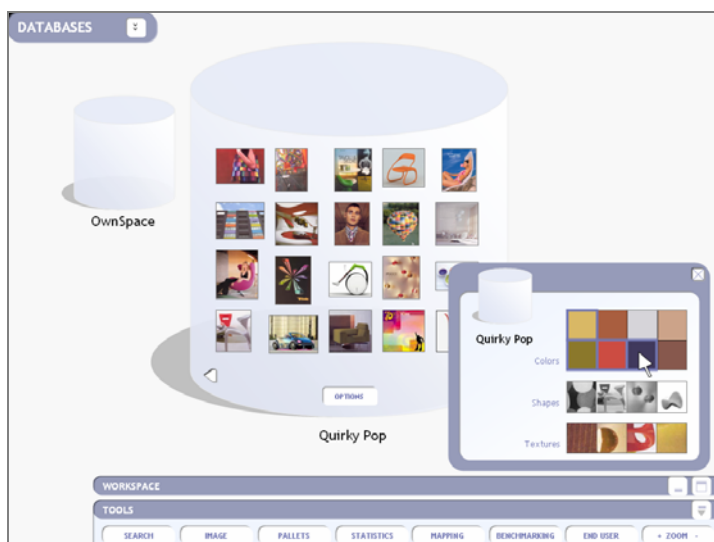 DATABASES
OwnSpace
Quirky Pop
Colors
Shapes
Textures
OPTIONS
Quirky Pop
WORKSPACE
TOOLS
SEARCH
IMAGE
PALLETS
STATISTICS
MAPPING
BENCHMARKING
END USER
+ ZOOM -